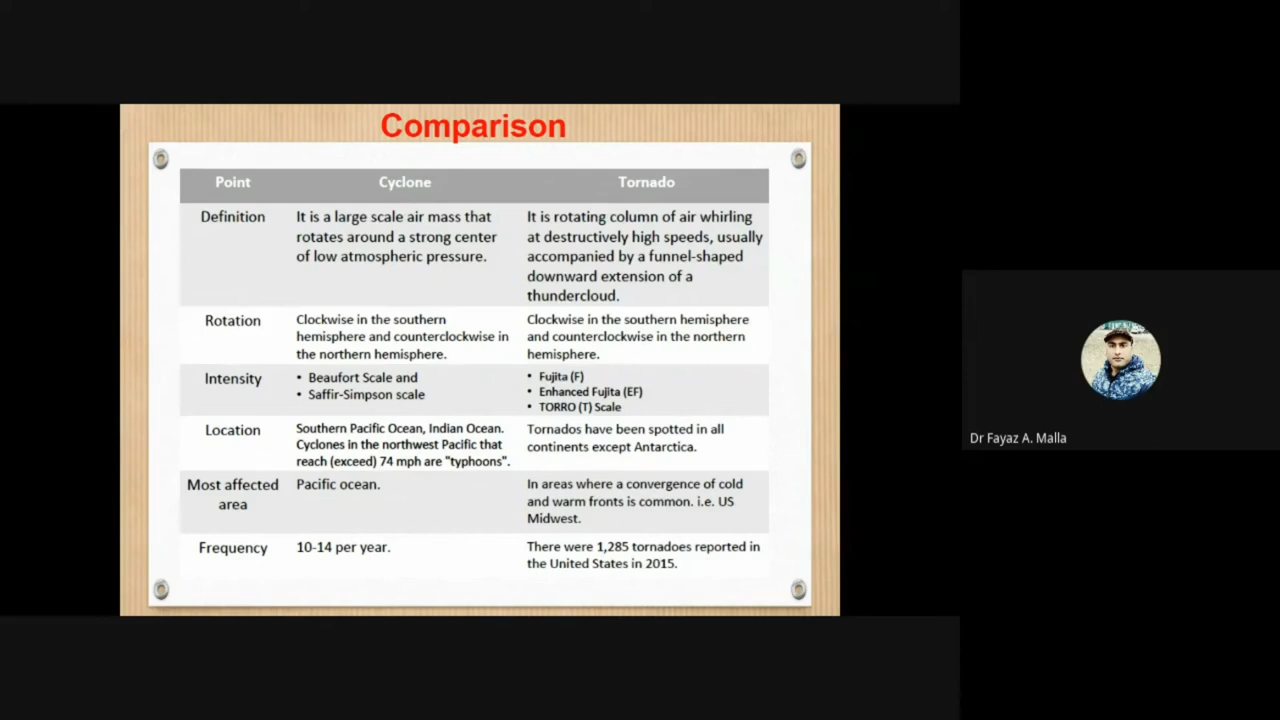 Comparison
Point Cyclone Tornado
Definition
It is a large scale air mass that
rotates around a strong center
of low atmospheric pressure.
It is rotating column of air whirling
at destructively high speeds, usually
accompanied by a funnel-shaped
downward extension of a
thundercloud.
Rotation
Clockwise in the southern
hemisphere and counterclockwise in
the northern hemisphere.
Clockwise in the southern hemisphere
and counterclockwise in the northern
hemisphere.
Intensity
• Beaufort Scale and
• Saffir-Simpson scale
• Fujita (F)
• Enhanced Fujita (EF)
• TORRO (T) Scale
Location
Southern Pacific Ocean, Indian Ocean.
Cyclones in the northwest Pacific that
reach (exceed) 74 mph are "typhoons".
Tornados have been spotted in all
continents except Antarctica.
Most affected
area
Pacific ocean.
In areas where a convergence of cold
and warm fronts is common. i.e. US
Midwest.
Frequency
10-14 per year.
There were 1,285 tornadoes reported in
the United States in 2015.
Dr Fayaz A. Malla